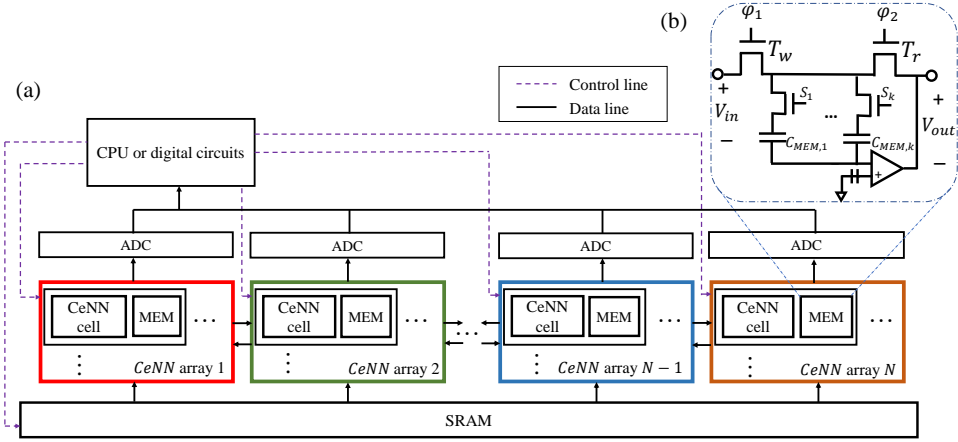 (a)
Control line
Data line
(b)
φ1
φ2
Tw
Tr
S1
Sk
+
Vin
−
...
CMEM,1
CMEM,k
+
Vout
−
+
CPU or digital circuits
ADC
ADC
ADC
ADC
CeNN cell
MEM
...
CeNN array 1
CeNN cell
MEM
...
CeNN array 2
...
CeNN cell
MEM
...
CeNN array N − 1
CeNN cell
MEM
...
CeNN array N
SRAM